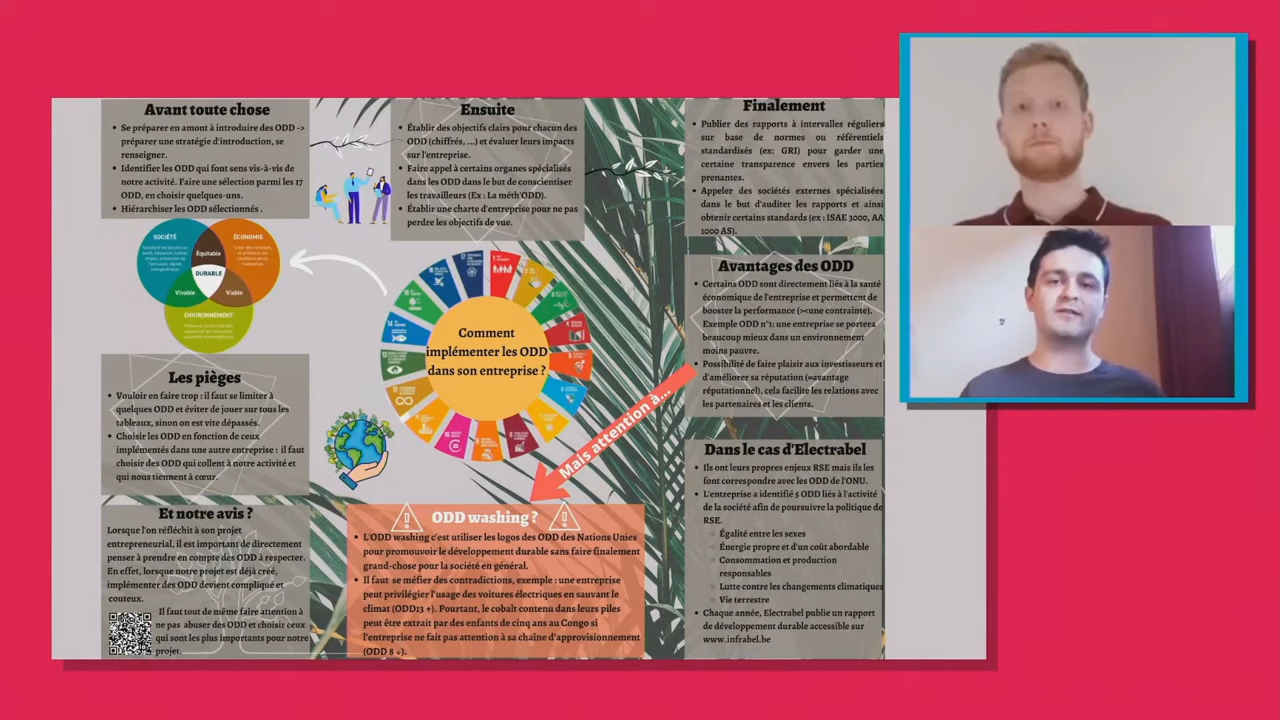 Avant toute chose
Se préparer en amont à introduire des ODD ->
préparer une stratégie d'introduction, se
renseigner.
Identifier les ODD qui font sens vis-à-vis de
notre activité. Faire une sélection parmi les 17
ODD, en choisir quelques-uns.
Hiérarchiser les ODD sélectionnés .
SOCIÉTÉ
ÉCONOMIE
Équitable
DURABLE
Vivable
Viable
ENVIRONNEMENT
Les pièges
Vouloir en faire trop : il faut se limiter à
quelques ODD et éviter de jouer sur tous les
tableaux, sinon on est vite dépassés.
Choisir les ODD en fonction de ceux
implémentés dans une autre entreprise : il faut
choisir des ODD qui collent à notre activité et
qui nous tiennent à cœur.
Et notre avis ?
Lorsque l'on réfléchit à son projet
entrepreneurial, il est important de directement
penser à prendre en compte des ODD à respecter.
En effet, lorsque notre projet est déjà créé,
implémenter des ODD devient compliqué et
couteux.
Il faut tout de même faire attention à
ne pas abuser des ODD et choisir ceux
qui sont les plus importants pour notre
projet.
Ensuite
Établir des objectifs clairs pour chacun des
ODD (chiffrés, ...) et évaluer leurs impacts
sur l'entreprise.
Faire appel à certains organes spécialisés
dans les ODD dans le but de conscientiser
les travailleurs (Ex : La méth'ODD).
Établir une charte d'entreprise pour ne pas
perdre les objectifs de vue.
Comment
implémenter les ODD
dans son entreprise ?
Mais attention à...
ODD washing ?
L'ODD washing c'est utiliser les logos des ODD des Nations Unies
pour promouvoir le développement durable sans faire finalement
grand-chose pour la société en général.
Il faut se méfier des contradictions, exemple : une entreprise
peut privilégier l'usage des voitures électriques en sauvant le
climat (ODD13 +). Pourtant, le cobalt contenu dans leurs piles
peut être extrait par des enfants de cinq ans au Congo si
l'entreprise ne fait pas attention à sa chaîne d'approvisionnement
(ODD 8 ÷).
Finalement
Publier des rapports à intervalles réguliers
sur base de normes ou référentiels
standardisés (ex: GRI) pour garder une
certaine transparence envers les parties
prenantes.
Appeler des sociétés externes spécialisées
dans le but d'auditer les rapports et ainsi
obtenir certains standards (ex : ISAE 3000, AA
1000 AS).
Avantages des ODD
Certains ODD sont directement liés à la santé
économique de l'entreprise et permettent de
booster la performance (><une contrainte).
Exemple ODD n°1: une entreprise se portera
beaucoup mieux dans un environnement
moins pauvre.
Possibilité de faire plaisir aux investisseurs et
d'améliorer sa réputation (=avantage
réputationnel), cela facilite les relations avec
les partenaires et les clients.
Dans le cas d'Electrabel
Ils ont leurs propres enjeux RSE mais ils les
font correspondre avec les ODD de l'ONU.
L'entreprise a identifié 5 ODD liés à l'activité
de la société afin de poursuivre la politique de
RSE.
Égalité entre les sexes
Énergie propre et d'un coût abordable
Consommation et production
responsables
Lutte contre les changements climatiques
Vie terrestre
Chaque année, Electrabel publie un rapport
de développement durable accessible sur
www.infrabel.be